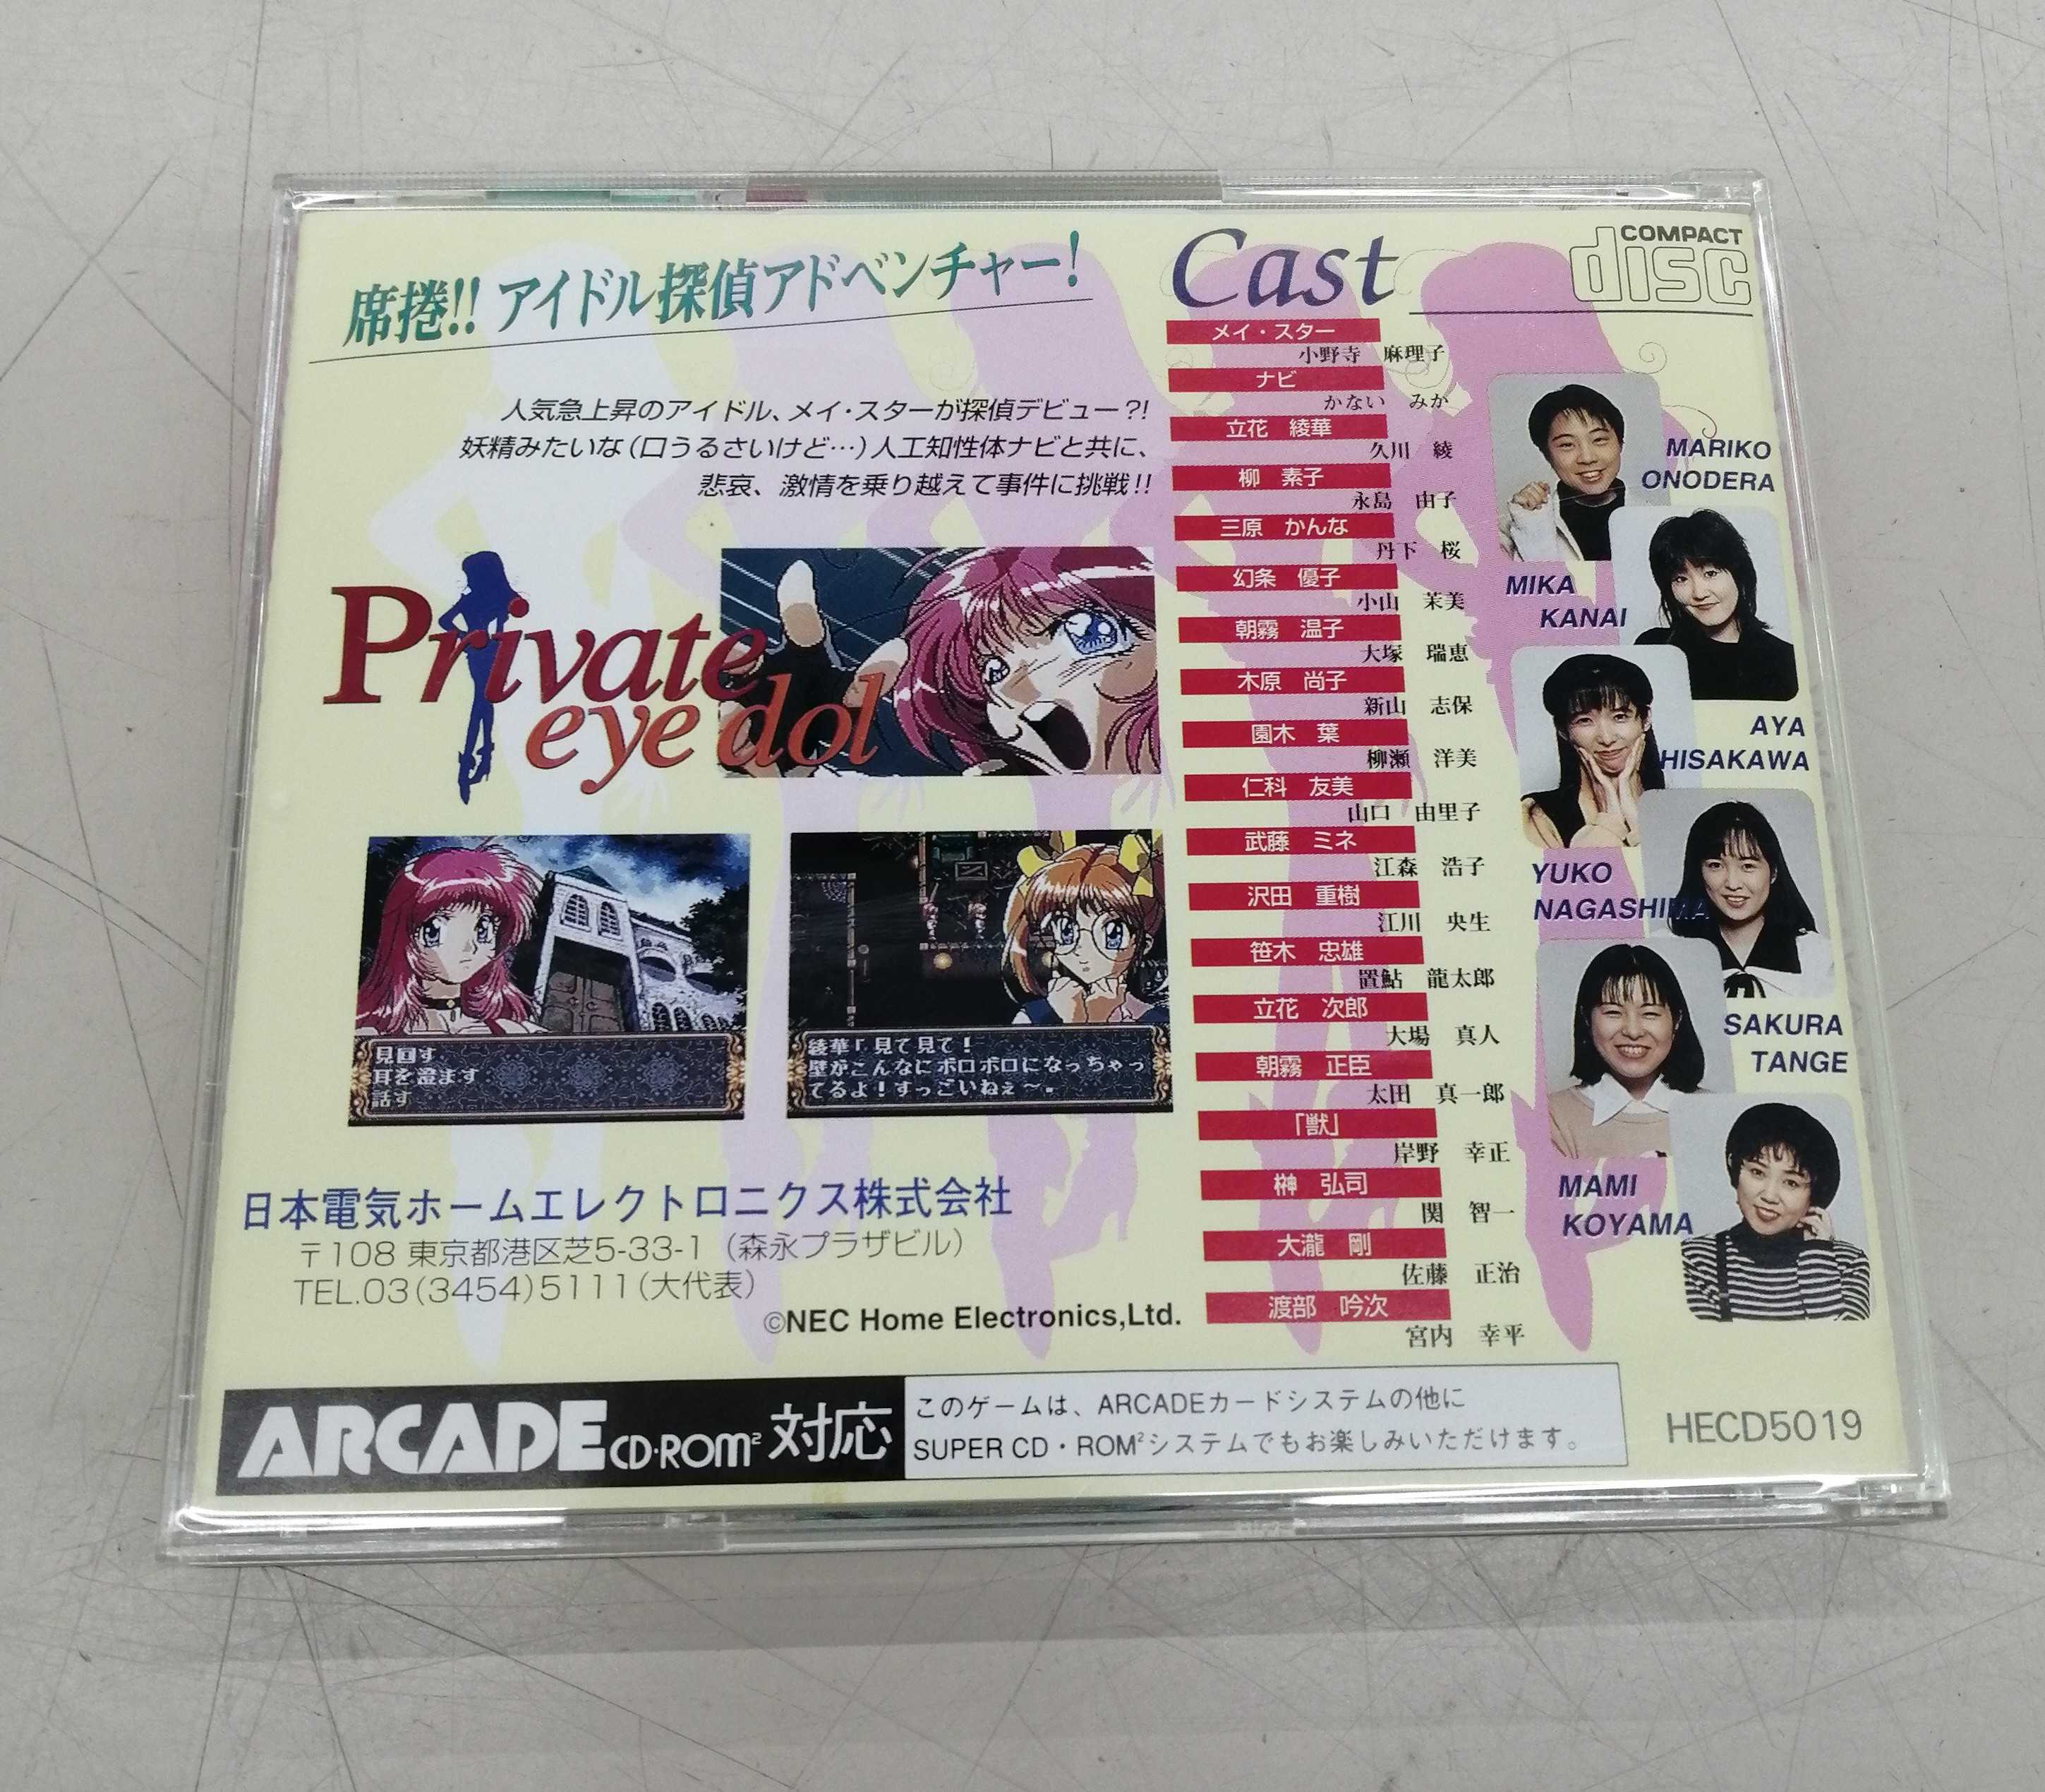 席捲!! アイドル探偵アドベンチャー!
人気急上昇のアイドル、メイ・スターが探偵デビュー?!
妖精みたいな(口うるさいけど…)人工知性体ナビと共に、
悲哀、激情を乗り越えて事件に挑戦!!
Private
eye dol
見回す
耳を澄ます
話す
綾華「見て見て!
壁がこんなにボロボロになっちゃっ
てるよ!すっごいねぇ〜。
日本電気ホームエレクトロニクス株式会社
〒108 東京都港区芝5-33-1(森永プラザビル)
TEL.03(3454)5111(大代表)
©NEC Home Electronics,Ltd.
Cast
メイ・スター
小野寺 麻理子
ナビ
かない みか
立花 綾華
久川 綾
柳 素子
永島 由子
三原 かんな
丹下 桜
幻条 優子
小山 茉美
朝霧 温子
大塚 瑞恵
木原 尚子
新山 志保
園木 葉
柳瀬 洋美
仁科 友美
山口 由里子
武藤 ミネ
江森 浩子
沢田 重樹
江川 央生
笹木 忠雄
置鮎 龍太郎
立花 次郎
大場 真人
朝霧 正臣
太田 真一郎
「獣」
岸野 幸正
榊 弘司
関 智一
大瀧 剛
佐藤 正治
渡部 吟次
宮内 幸平
COMPACT
disc
MARIKO
ONODERA
MIKA
KANAI
AYA
HISAKAWA
YUKO
NAGASHIMA
SAKURA
TANGE
MAMI
KOYAMA
ARCADE CD·ROM² 対応
このゲームは、ARCADEカードシステムの他に
SUPER CD・ROM²システムでもお楽しみいただけます。
HECD5019